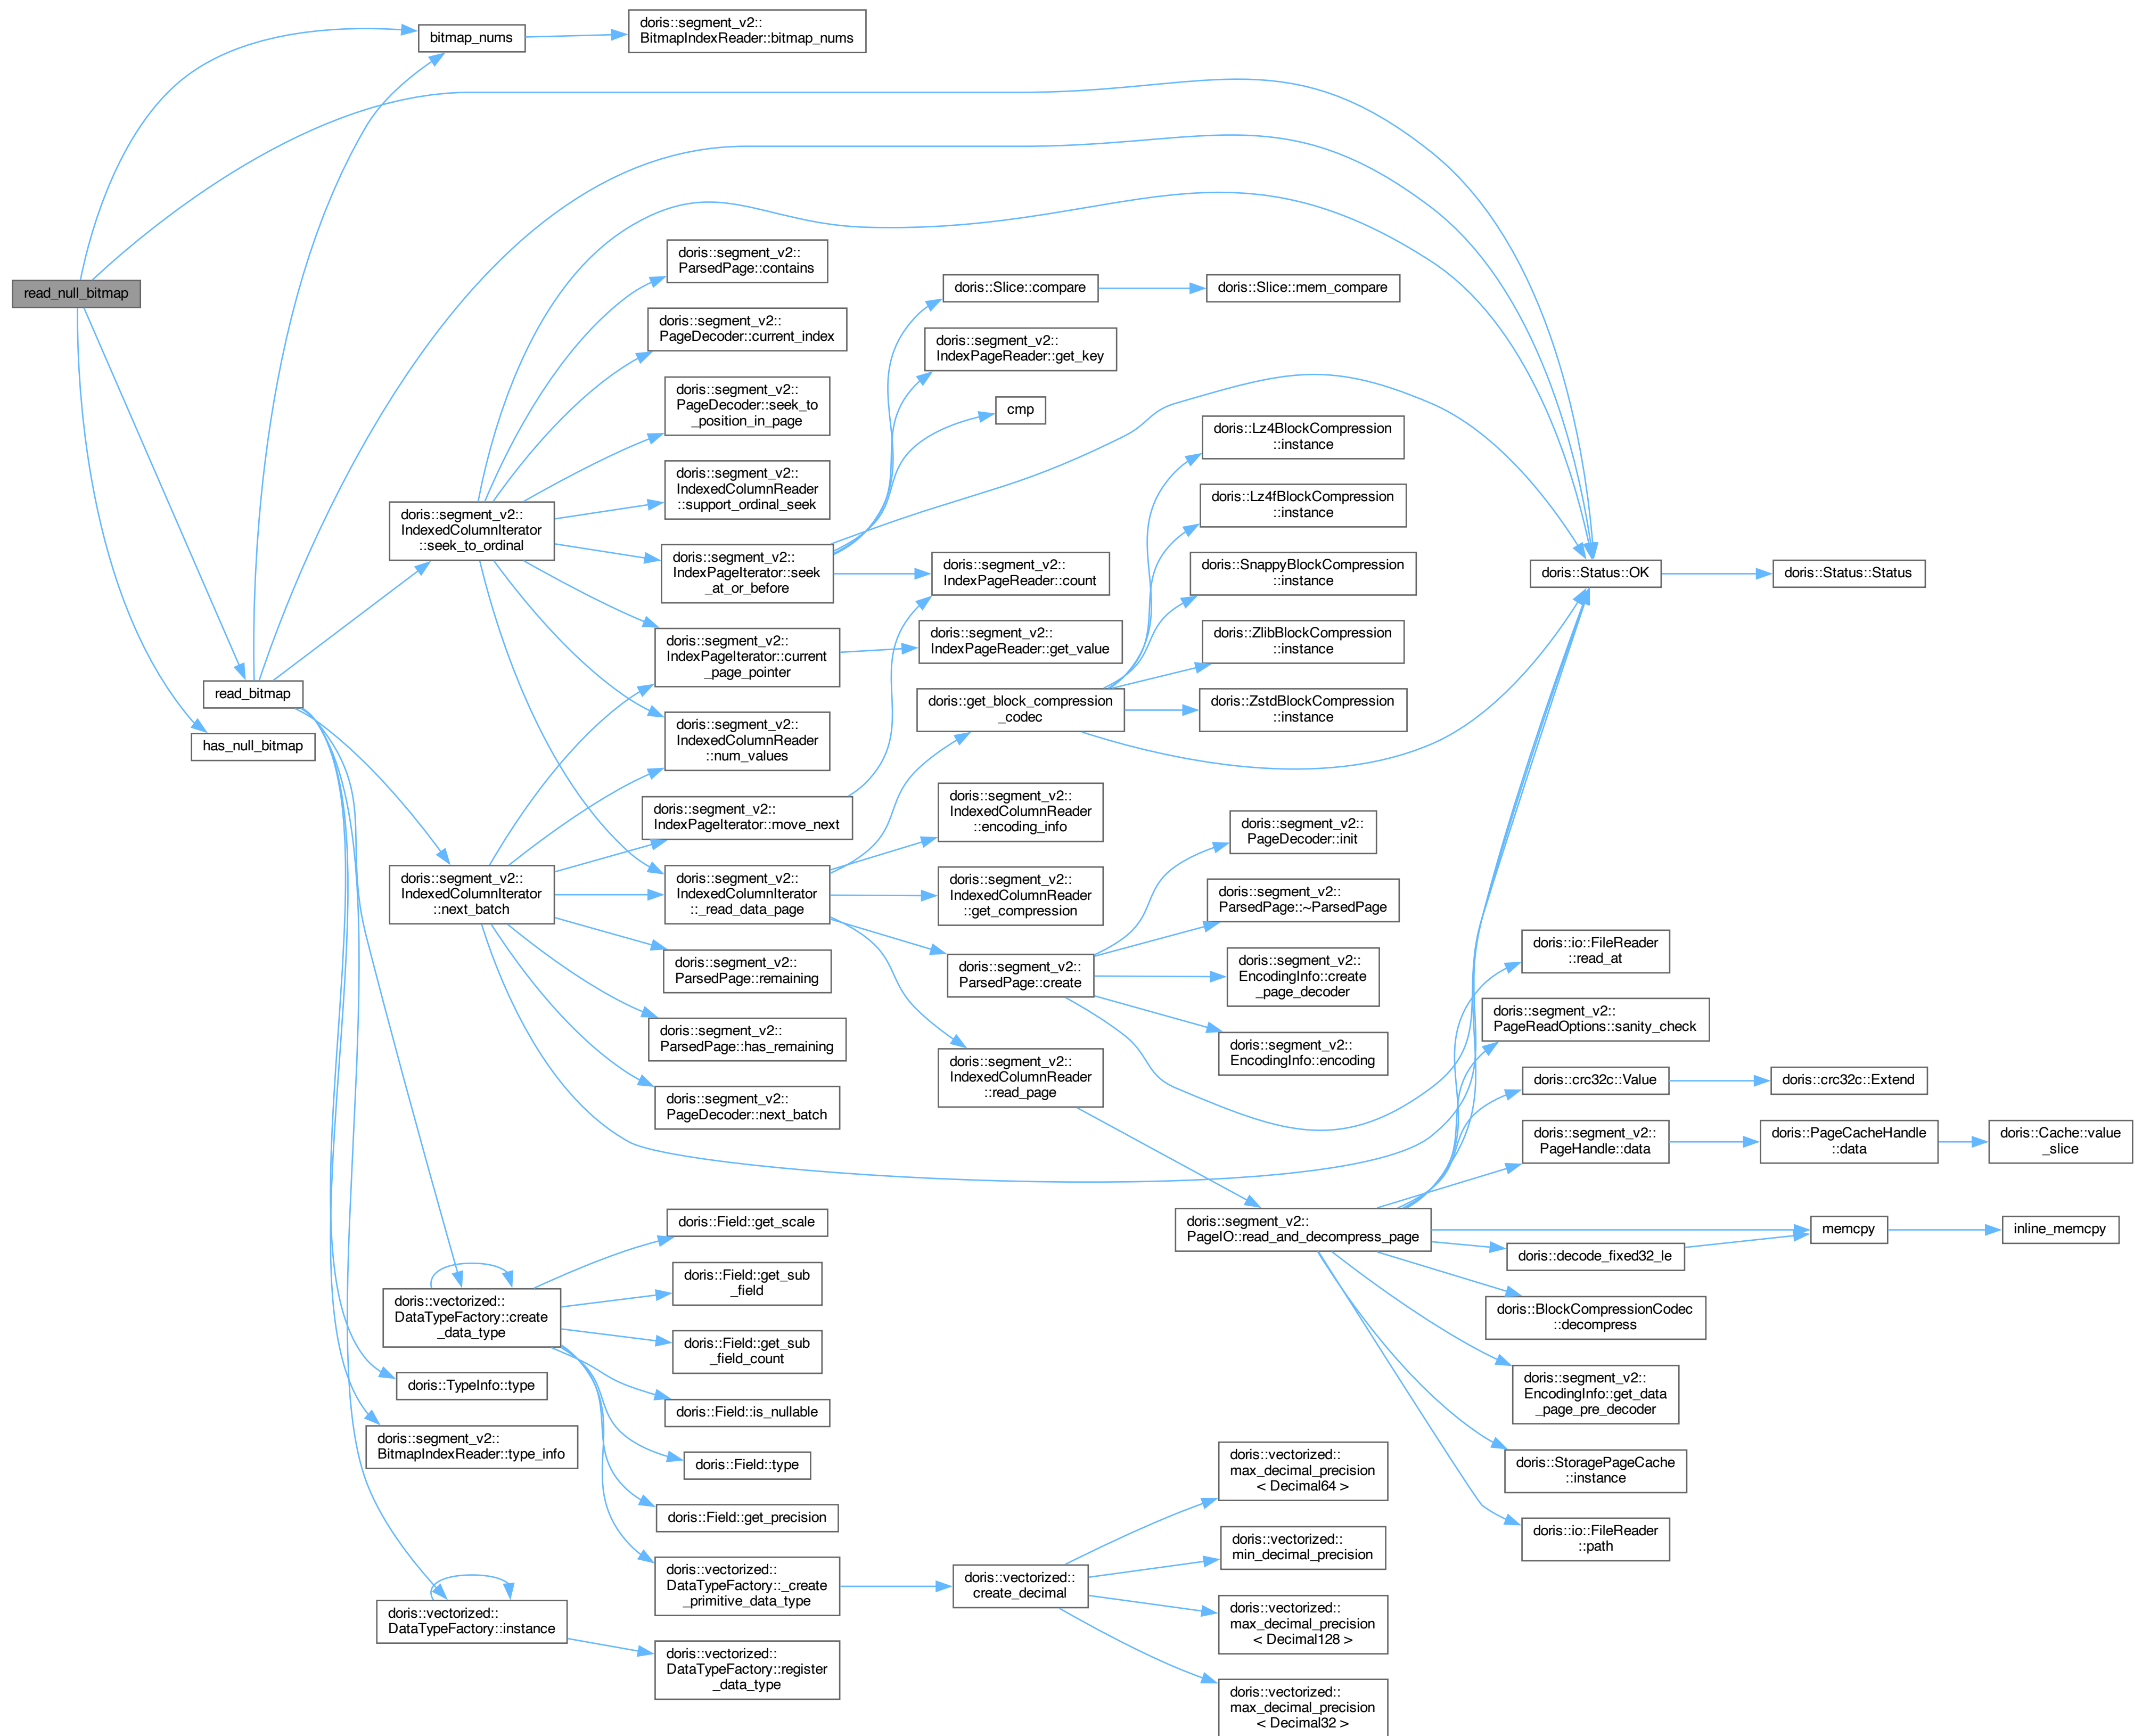 read_null_bitmap
bitmap_nums
doris::segment_v2::
BitmapIndexReader::bitmap_nums
read_bitmap
has_null_bitmap
doris::segment_v2::
IndexedColumnIterator
::seek_to_ordinal
doris::segment_v2::
ParsedPage::contains
doris::segment_v2::
PageDecoder::current_index
doris::segment_v2::
PageDecoder::seek_to
_position_in_page
doris::segment_v2::
IndexedColumnReader
::support_ordinal_seek
doris::segment_v2::
IndexPageIterator::seek
_at_or_before
doris::segment_v2::
IndexPageIterator::current
_page_pointer
doris::segment_v2::
IndexedColumnReader
::num_values
doris::segment_v2::
IndexPageIterator::move_next
doris::segment_v2::
IndexedColumnIterator
::next_batch
doris::segment_v2::
IndexedColumnIterator
::_read_data_page
doris::segment_v2::
ParsedPage::remaining
doris::segment_v2::
ParsedPage::has_remaining
doris::segment_v2::
PageDecoder::next_batch
doris::Slice::compare
doris::Slice::mem_compare
doris::segment_v2::
IndexPageReader::get_key
cmp
doris::segment_v2::
IndexPageReader::count
doris::segment_v2::
IndexPageReader::get_value
doris::get_block_compression
_codec
doris::Lz4BlockCompression
::instance
doris::Lz4fBlockCompression
::instance
doris::SnappyBlockCompression
::instance
doris::ZlibBlockCompression
::instance
doris::ZstdBlockCompression
::instance
doris::Status::OK
doris::Status::Status
doris::segment_v2::
IndexedColumnReader
::encoding_info
doris::segment_v2::
IndexedColumnReader
::get_compression
doris::segment_v2::
ParsedPage::create
doris::segment_v2::
PageDecoder::init
doris::segment_v2::
ParsedPage::~ParsedPage
doris::segment_v2::
EncodingInfo::create
_page_decoder
doris::segment_v2::
EncodingInfo::encoding
doris::segment_v2::
IndexedColumnReader
::read_page
doris::segment_v2::
PageIO::read_and_decompress_page
doris::io::FileReader
::read_at
doris::segment_v2::
PageReadOptions::sanity_check
doris::crc32c::Value
doris::crc32c::Extend
doris::segment_v2::
PageHandle::data
doris::PageCacheHandle
::data
doris::Cache::value
_slice
memcpy
inline_memcpy
doris::decode_fixed32_le
doris::BlockCompressionCodec
::decompress
doris::segment_v2::
EncodingInfo::get_data
_page_pre_decoder
doris::StoragePageCache
::instance
doris::io::FileReader
::path
doris::vectorized::
DataTypeFactory::create
_data_type
doris::Field::get_scale
doris::Field::get_sub
_field
doris::Field::get_sub
_field_count
doris::Field::is_nullable
doris::Field::type
doris::Field::get_precision
doris::TypeInfo::type
doris::segment_v2::
BitmapIndexReader::type_info
doris::vectorized::
DataTypeFactory::_create
_primitive_data_type
doris::vectorized::
DataTypeFactory::instance
doris::vectorized::
DataTypeFactory::register
_data_type
doris::vectorized::
create_decimal
doris::vectorized::
max_decimal_precision
< Decimal64 >
doris::vectorized::
min_decimal_precision
doris::vectorized::
max_decimal_precision
< Decimal128 >
doris::vectorized::
max_decimal_precision
< Decimal32 >